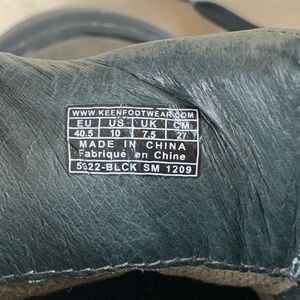 WWW.KEENFOOTWEAR.COM
EU US UK CM
40.5 10 7.5 27
MADE IN CHINA
Fabriqué en Chine
5322-BLCK SM 1209